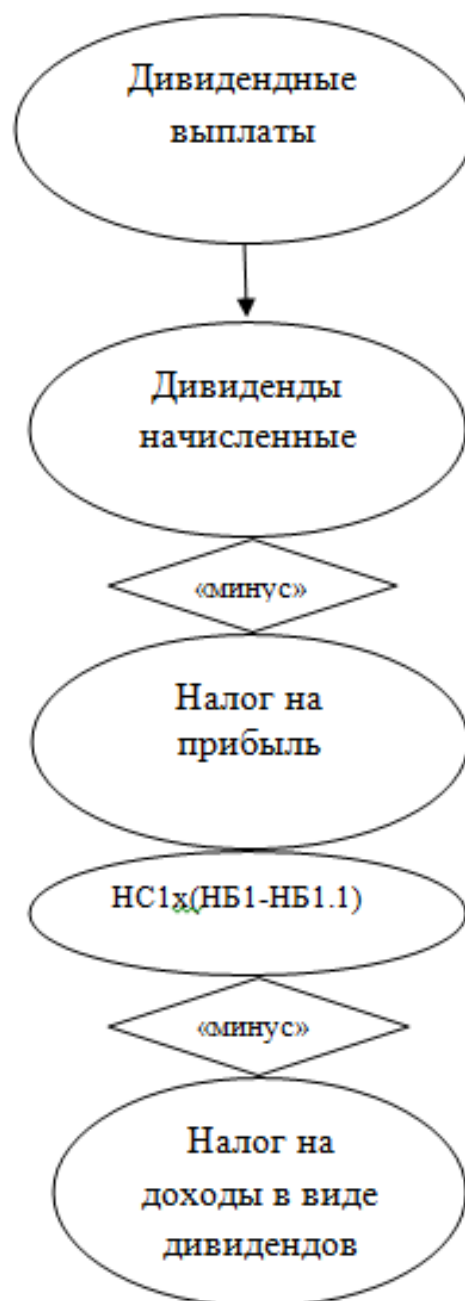 Дивидендные
выплаты
Дивиденды
начисленные
«минус»
Налог на
прибыль
НС1х(НБ1-НБ1.1)
«минус»
Налог на
доходы в виде
дивидендов